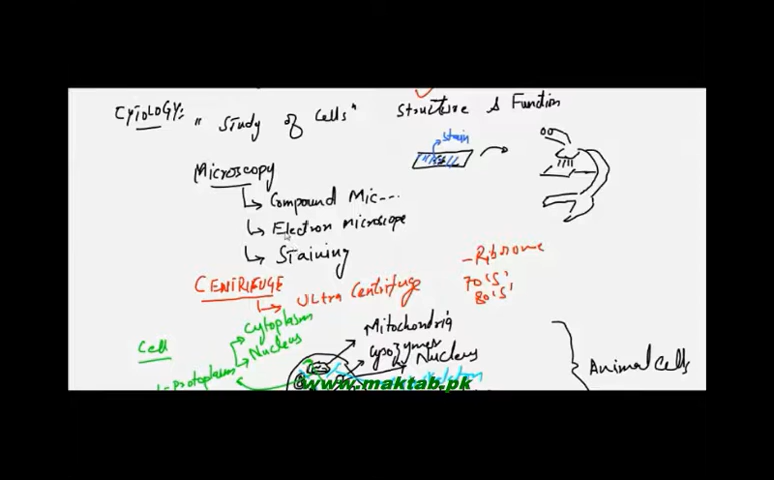 CYTOLOGY: " Study of Cells" Structure & Function
stain
Microscopy
Compound Mic---
Electron microscope
Staining
CENTRIFUGE
Ultra Centrifuge
- Ribosome
70'S'
80'S'
Cell
Cytoplasm
Nucleus
Protoplasm
Mitochondria
Lysozymes
Nucleus
Animal cells
www.maktab.pk